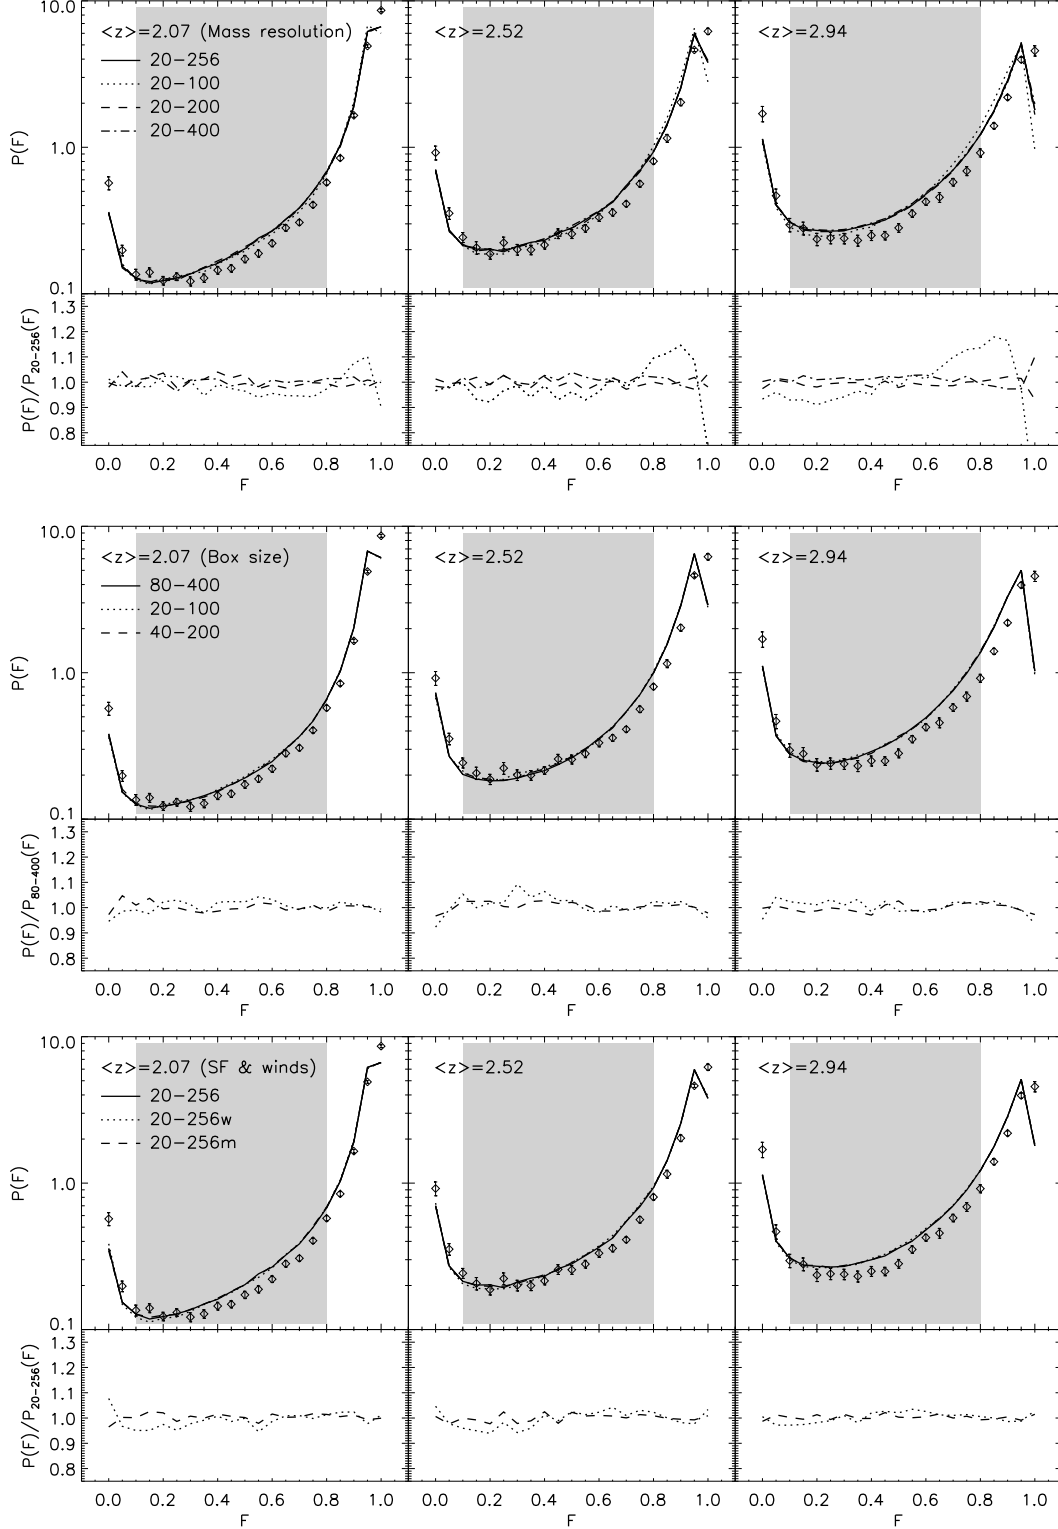 10.0
<z>=2.07 (Mass resolution)
<z>=2.52
<z>=2.94
20-256
20-100
20-200
20-400
P(F)
1.0
0.1
1.3
1.2
1.1
1.0
0.9
0.8
P(F)/P20-256(F)
0.0 0.2 0.4 0.6 0.8 1.0
0.0 0.2 0.4 0.6 0.8 1.0
0.0 0.2 0.4 0.6 0.8 1.0
F
F
F
10.0
<z>=2.07 (Box size)
<z>=2.52
<z>=2.94
80-400
20-100
40-200
P(F)
1.0
0.1
1.3
1.2
1.1
1.0
0.9
0.8
P(F)/P80-400(F)
0.0 0.2 0.4 0.6 0.8 1.0
0.0 0.2 0.4 0.6 0.8 1.0
0.0 0.2 0.4 0.6 0.8 1.0
F
F
F
10.0
<z>=2.07 (SF & winds)
<z>=2.52
<z>=2.94
20-256
20-256w
20-256m
P(F)
1.0
0.1
1.3
1.2
1.1
1.0
0.9
0.8
P(F)/P20-256(F)
0.0 0.2 0.4 0.6 0.8 1.0
0.0 0.2 0.4 0.6 0.8 1.0
0.0 0.2 0.4 0.6 0.8 1.0
F
F
F